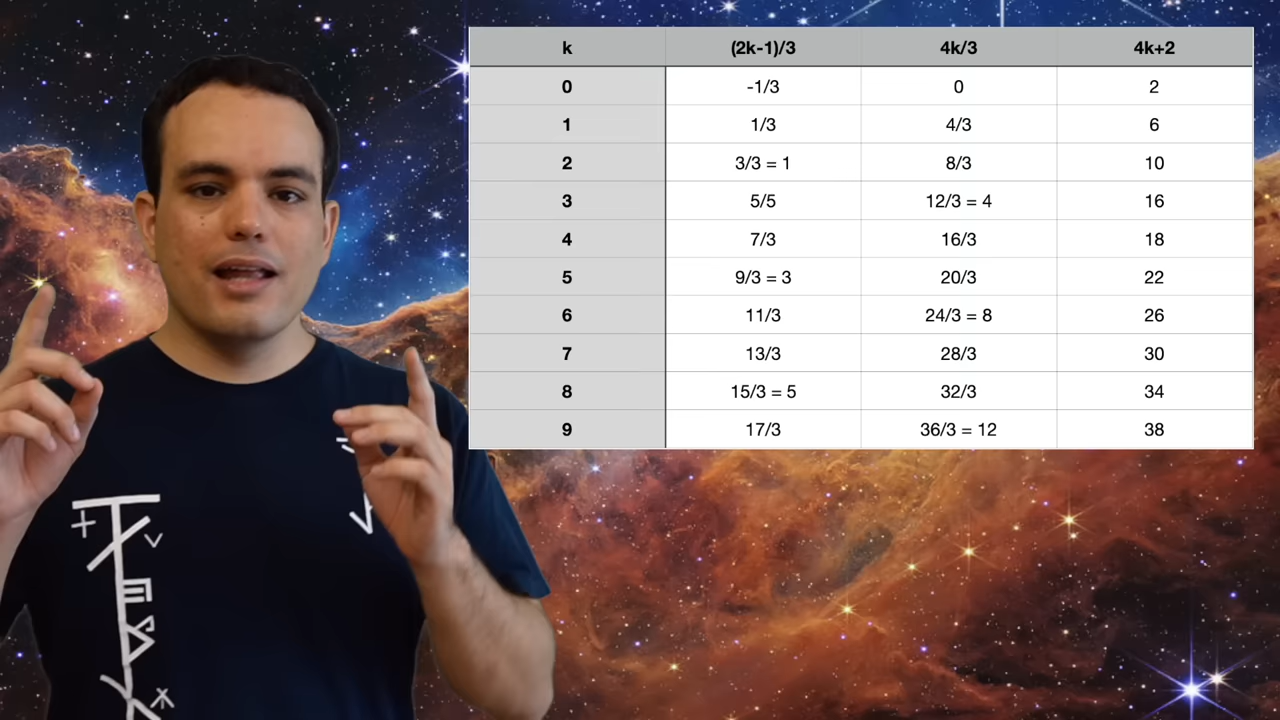 k (2k-1)/3 4k/3 4k+2
0 -1/3 0 2
1 1/3 4/3 6
2 3/3 = 1 8/3 10
3 5/5 12/3 = 4 16
4 7/3 16/3 18
5 9/3 = 3 20/3 22
6 11/3 24/3 = 8 26
7 13/3 28/3 30
8 15/3 = 5 32/3 34
9 17/3 36/3 = 12 38